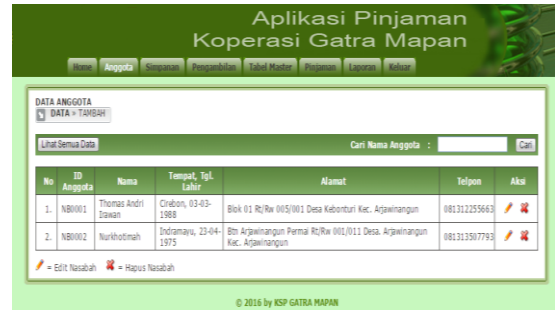 Aplikasi Pinjaman
Koperasi Gatra Mapan
Home Anggota Simpanan Pengambilan Tabel Master Pinjaman Laporan Keluar
DATA ANGGOTA
DATA » TAMBAH
Lihat Semua Data Cari Nama Anggota : Cari
No ID Anggota Nama Tempat, Tgl. Lahir Alamat Telpon Aksi
1. NB0001 Thomas Andri Irawan Cirebon, 03-03-1988 Blok 01 Rt/Rw 005/001 Desa Kebonturi Kec. Arjawinangun 081312255663
2. NB0002 Nurkhotimah Indramayu, 23-04-1975 Btn Arjawinangun Permai Rt/Rw 001/011 Desa. Arjawinangun Kec. Arjawinangun 081313507793
= Edit Nasabah = Hapus Nasabah
© 2016 by KSP GATRA MAPAN